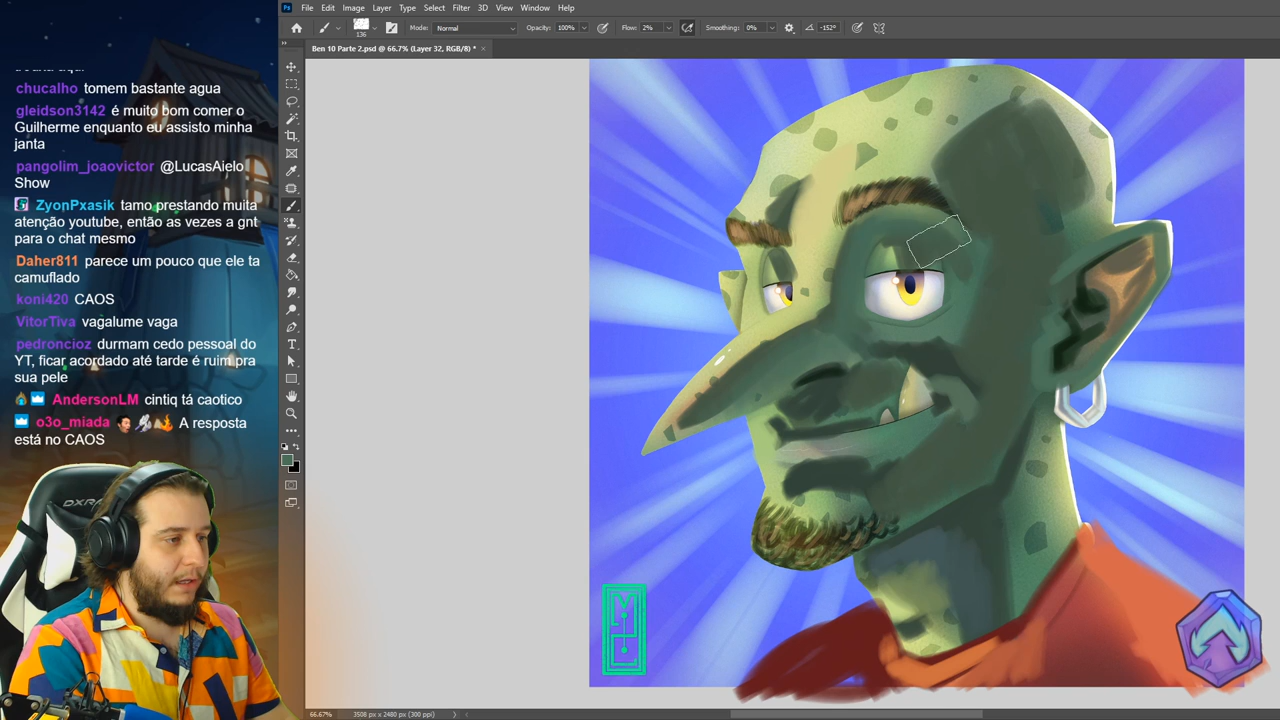 File Edit Image Layer Type Select Filter 3D View Window Help
136 Mode: Normal Opacity: 100% Flow: 2% Smoothing: 0% -152°
Ben 10 Parte 2.psd @ 66.7% (Layer 32, RGB/8) *
chucalho tomem bastante agua
gleidson3142 é muito bom comer o
Guilherme enquanto eu assisto minha
janta
pangolim_joaovictor @LucasAielo
Show
ZyonPxasik tamo prestando muita
atenção youtube, então as vezes a gnt
para o chat mesmo
Daher811 parece um pouco que ele ta
camuflado
koni420 CAOS
VitorTiva vagalume vaga
pedroncioz durmam cedo pessoal do
YT, ficar acordado até tarde é ruim pra
sua pele
AndersonLM cintiq tá caotico
o3o_miada A resposta
está no CAOS
DXRA
66.67% 3508 px x 2480 px (300 ppi)